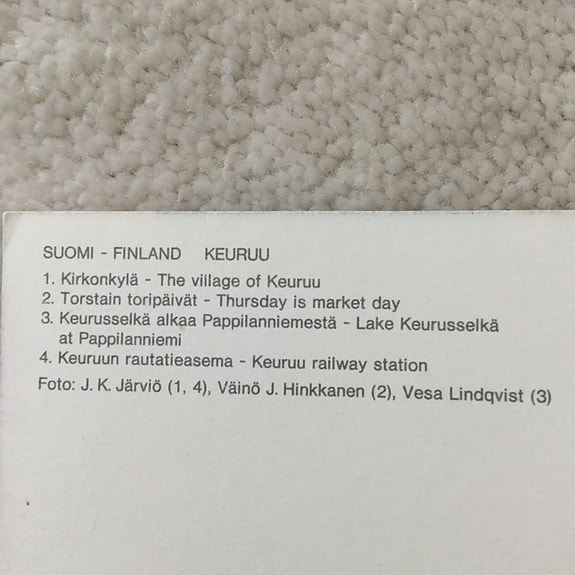 SUOMI - FINLAND KEURUU
1. Kirkonkylä - The village of Keuruu
2. Torstain toripäivät - Thursday is market day
3. Keurusselkä alkaa Pappilanniemestä - Lake Keurusselkä
at Pappilanniemi
4. Keuruun rautatieasema - Keuruu railway station
Foto: J. K. Järviö (1, 4), Väinö J. Hinkkanen (2), Vesa Lindqvist (3)